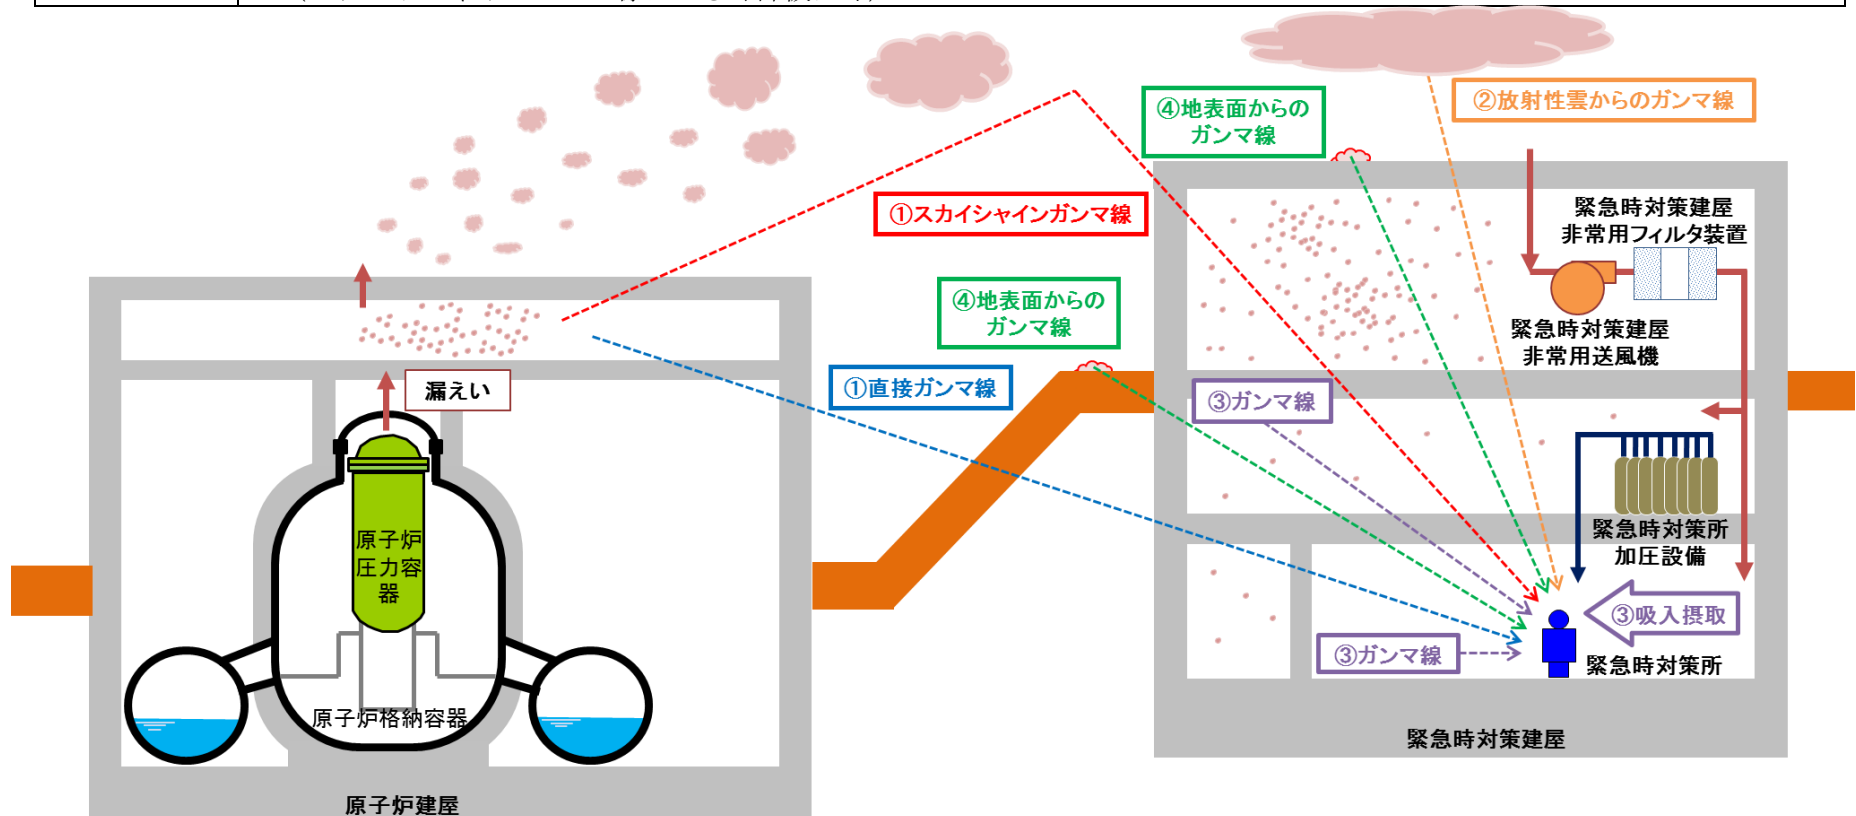 ④地表面からの
ガンマ線
②放射性雲からのガンマ線
①スカイシャインガンマ線
緊急時対策建屋
非常用フィルタ装置
④地表面からの
ガンマ線
緊急時対策建屋
非常用送風機
漏えい
①直接ガンマ線
③ガンマ線
原子炉
圧力容
器
緊急時対策所
加圧設備
③吸入摂取
③ガンマ線
緊急時対策所
原子炉格納容器
緊急時対策建屋
原子炉建屋